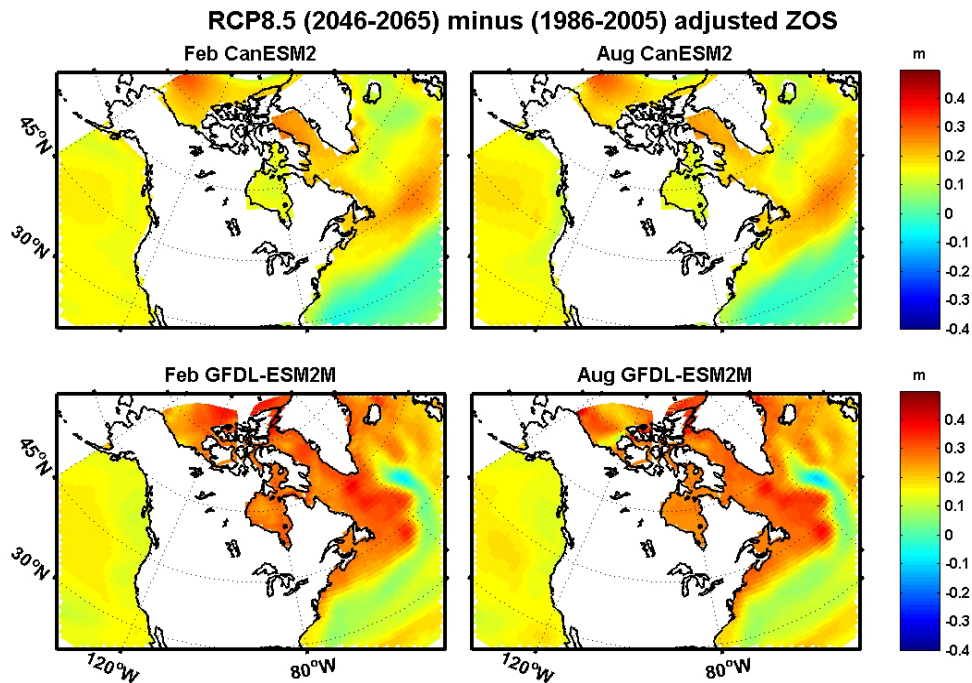 RCP8.5 (2046-2065) minus (1986-2005) adjusted ZOS
Feb CanESM2
Aug CanESM2
m
45°N
30°N
0.4
0.3
0.2
0.1
0
-0.1
-0.2
-0.3
-0.4
Feb GFDL-ESM2M
Aug GFDL-ESM2M
m
45°N
30°N
120°W
80°W
120°W
80°W
0.4
0.3
0.2
0.1
0
-0.1
-0.2
-0.3
-0.4